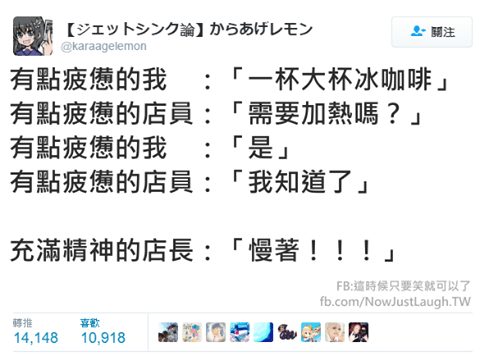 【ジェットシンク論】からあげレモン
@karaagelemon
關注
有點疲憊的我　：「一杯大杯冰咖啡」
有點疲憊的店員：「需要加熱嗎？」
有點疲憊的我　：「是」
有點疲憊的店員：「我知道了」
充滿精神的店長：「慢著！！！」
FB:這時候只要笑就可以了
fb.com/NowJustLaugh.TW
轉推 喜歡
14,148 10,918